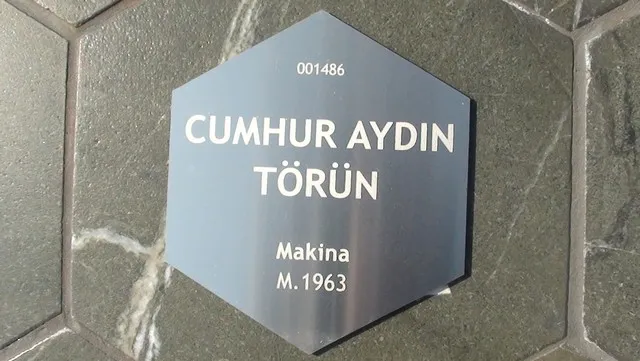 001486
CUMHUR AYDIN
TÖRÜN
Makina
M.1963